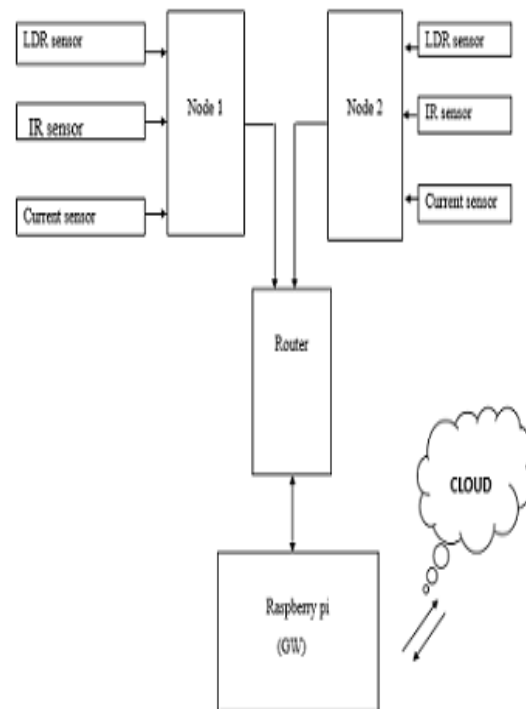 LDR sensor
IR sensor
Current sensor
Node 1
Node 2
LDR sensor
IR sensor
Current sensor
Router
CLOUD
Raspberry pi
(GW)